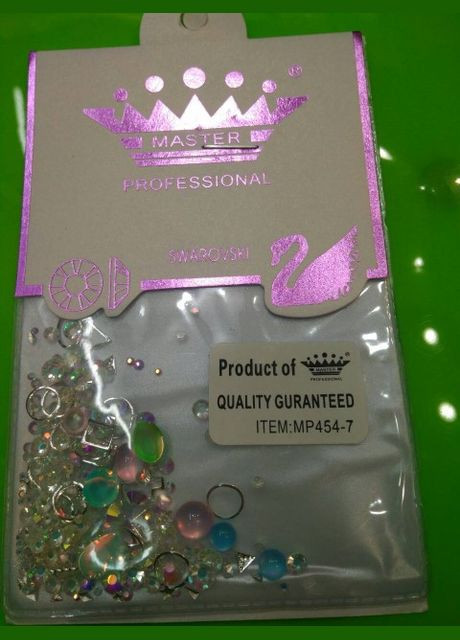 ®
MASTER
PROFESSIONAL
SWAROVSKI
Product of MASTER ®
PROFESSIONAL
QUALITY GURANTEED
ITEM:MP454-7